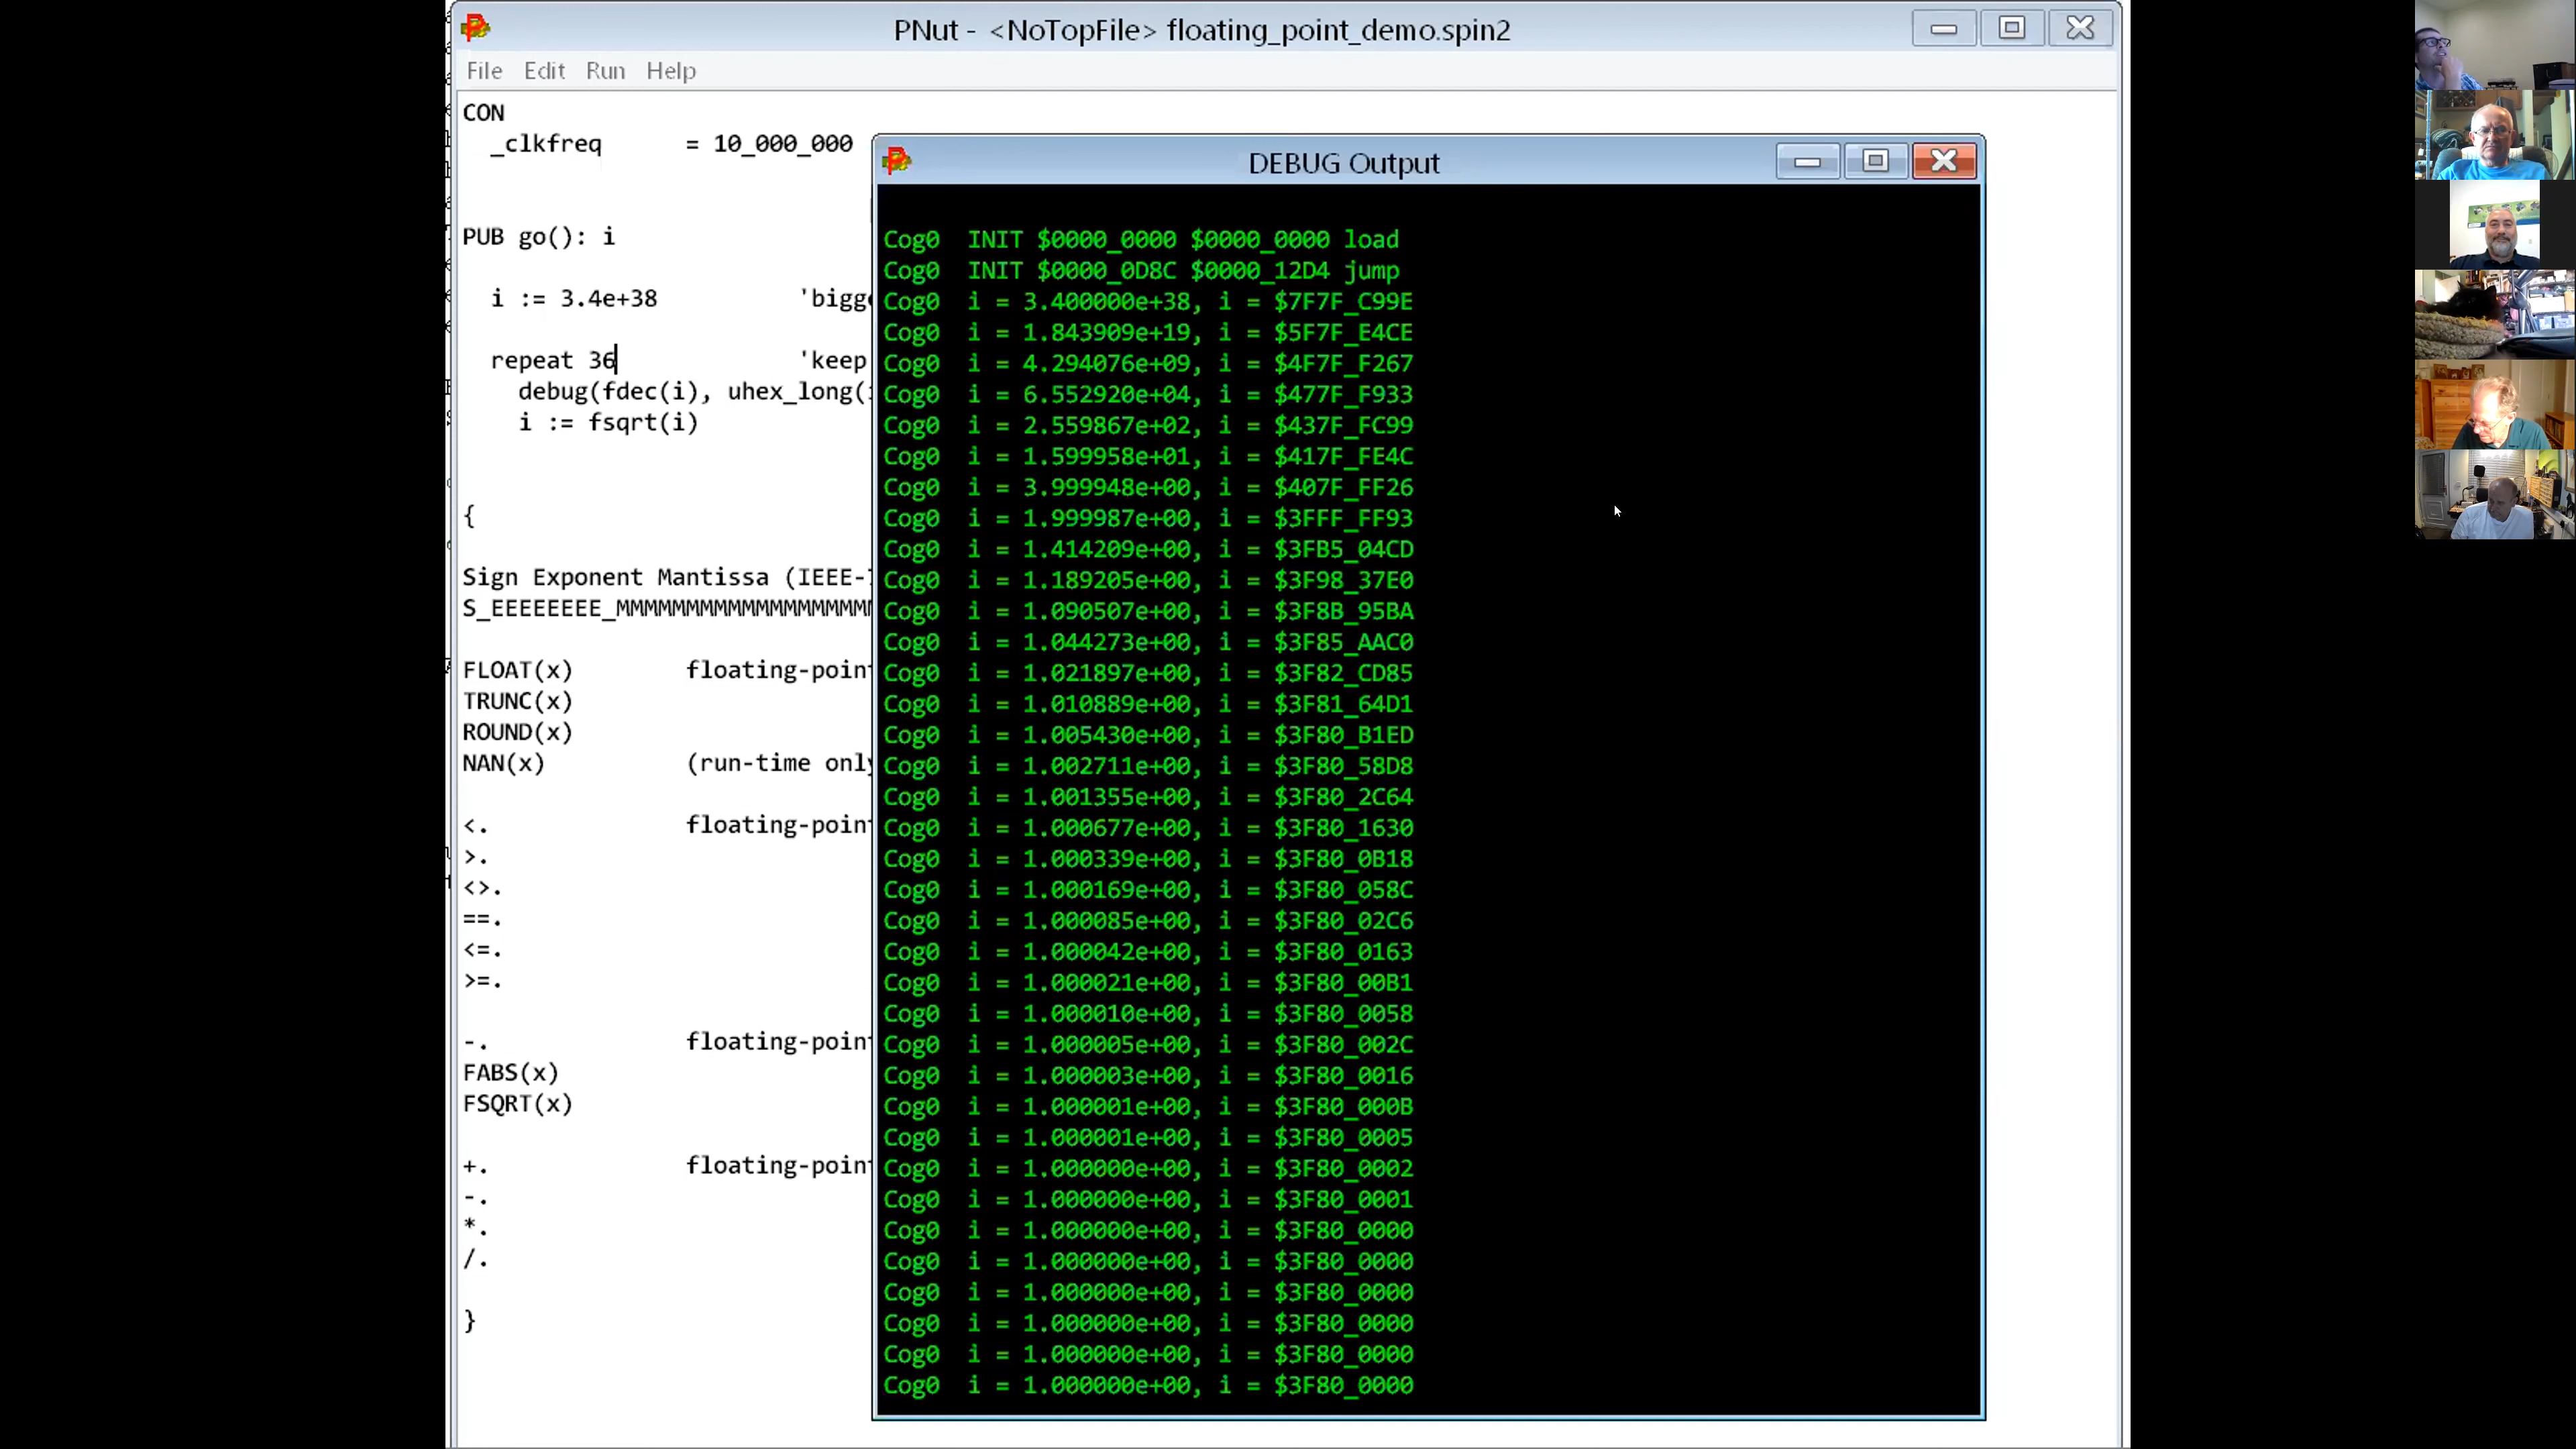 PNut - <NoTopFile> floating_point_demo.spin2
File Edit Run Help
CON
_clkfreq = 10_000_000
PUB go(): i
i := 3.4e+38 'bigg
repeat 36 'keep
debug(fdec(i), uhex_long(
i := fsqrt(i)
{
Sign Exponent Mantissa (IEEE-
S_EEEEEEEE_MMMMMMMMMMMMMMMMMM
FLOAT(x) floating-poin
TRUNC(x)
ROUND(x)
NAN(x) (run-time only
<. floating-poin
>.
<>.
==.
<=.
>=.
-. floating-poin
FABS(x)
FSQRT(x)
+. floating-poin
-.
*.
/.
}
DEBUG Output
Cog0 INIT $0000_0000 $0000_0000 load
Cog0 INIT $0000_0D8C $0000_12D4 jump
Cog0 i = 3.400000e+38, i = $7F7F_C99E
Cog0 i = 1.843909e+19, i = $5F7F_E4CE
Cog0 i = 4.294076e+09, i = $4F7F_F267
Cog0 i = 6.552920e+04, i = $477F_F933
Cog0 i = 2.559867e+02, i = $437F_FC99
Cog0 i = 1.599958e+01, i = $417F_FE4C
Cog0 i = 3.999948e+00, i = $407F_FF26
Cog0 i = 1.999987e+00, i = $3FFF_FF93
Cog0 i = 1.414209e+00, i = $3FB5_04CD
Cog0 i = 1.189205e+00, i = $3F98_37E0
Cog0 i = 1.090507e+00, i = $3F8B_95BA
Cog0 i = 1.044273e+00, i = $3F85_AAC0
Cog0 i = 1.021897e+00, i = $3F82_CD85
Cog0 i = 1.010889e+00, i = $3F81_64D1
Cog0 i = 1.005430e+00, i = $3F80_B1ED
Cog0 i = 1.002711e+00, i = $3F80_58D8
Cog0 i = 1.001355e+00, i = $3F80_2C64
Cog0 i = 1.000677e+00, i = $3F80_1630
Cog0 i = 1.000339e+00, i = $3F80_0B18
Cog0 i = 1.000169e+00, i = $3F80_058C
Cog0 i = 1.000085e+00, i = $3F80_02C6
Cog0 i = 1.000042e+00, i = $3F80_0163
Cog0 i = 1.000021e+00, i = $3F80_00B1
Cog0 i = 1.000010e+00, i = $3F80_0058
Cog0 i = 1.000005e+00, i = $3F80_002C
Cog0 i = 1.000003e+00, i = $3F80_0016
Cog0 i = 1.000001e+00, i = $3F80_000B
Cog0 i = 1.000001e+00, i = $3F80_0005
Cog0 i = 1.000000e+00, i = $3F80_0002
Cog0 i = 1.000000e+00, i = $3F80_0001
Cog0 i = 1.000000e+00, i = $3F80_0000
Cog0 i = 1.000000e+00, i = $3F80_0000
Cog0 i = 1.000000e+00, i = $3F80_0000
Cog0 i = 1.000000e+00, i = $3F80_0000
Cog0 i = 1.000000e+00, i = $3F80_0000
Cog0 i = 1.000000e+00, i = $3F80_0000